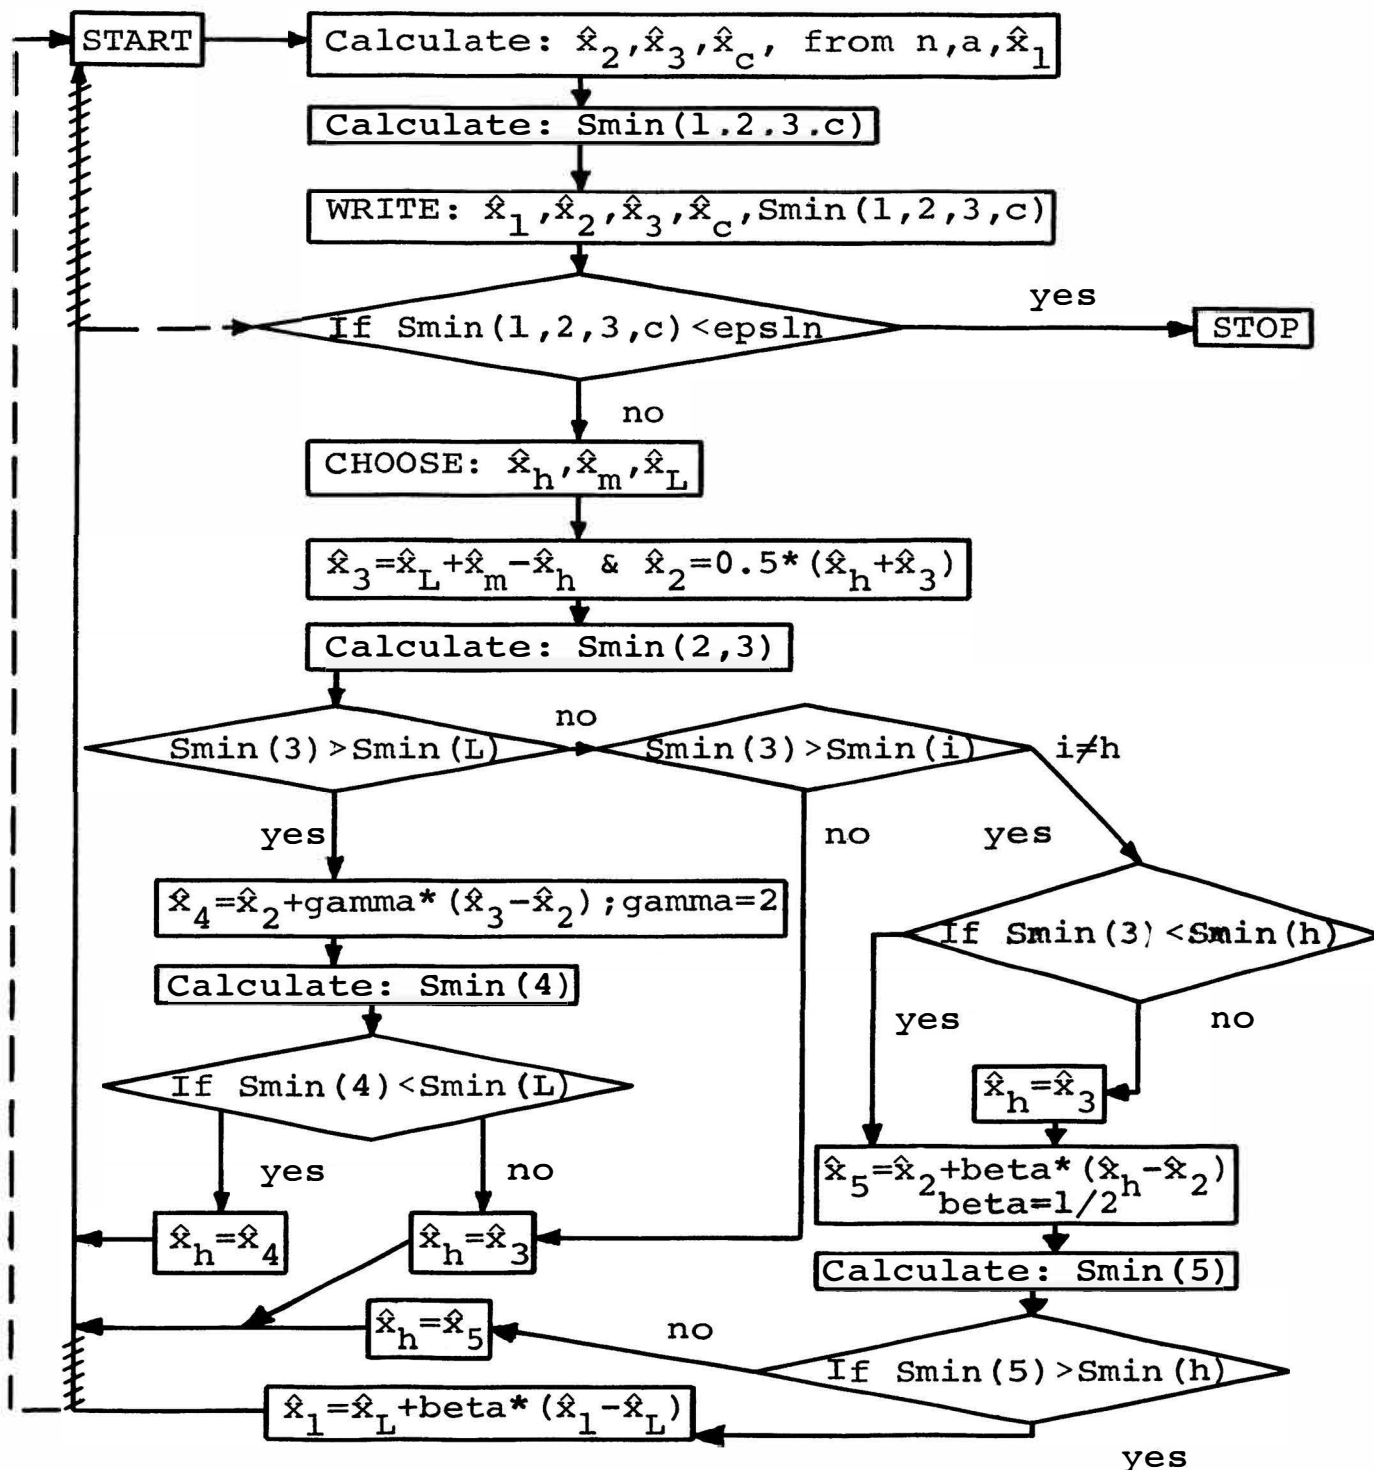 START
Calculate: x̂2,x̂3,x̂c, from n,a,x̂1
Calculate: Smin(1,2,3,c)
WRITE: x̂1,x̂2,x̂3,x̂c,Smin(1,2,3,c)
If Smin(1,2,3,c)<epsln
yes
STOP
no
CHOOSE: x̂h,x̂m,x̂L
x̂3=x̂L+x̂m-x̂h & x̂2=0.5*(x̂h+x̂3)
Calculate: Smin(2,3)
Smin(3)>Smin(L)
no
Smin(3)>Smin(i)
i≠h
yes
no
yes
x̂4=x̂2+gamma*(x̂3-x̂2);gamma=2
If Smin(3)<Smin(h)
Calculate: Smin(4)
yes
no
If Smin(4)<Smin(L)
x̂h=x̂3
yes
no
x̂5=x̂2+beta*(x̂h-x̂2)
beta=1/2
x̂h=x̂4
x̂h=x̂3
Calculate: Smin(5)
x̂h=x̂5
no
If Smin(5)>Smin(h)
x̂1=x̂L+beta*(x̂1-x̂L)
yes